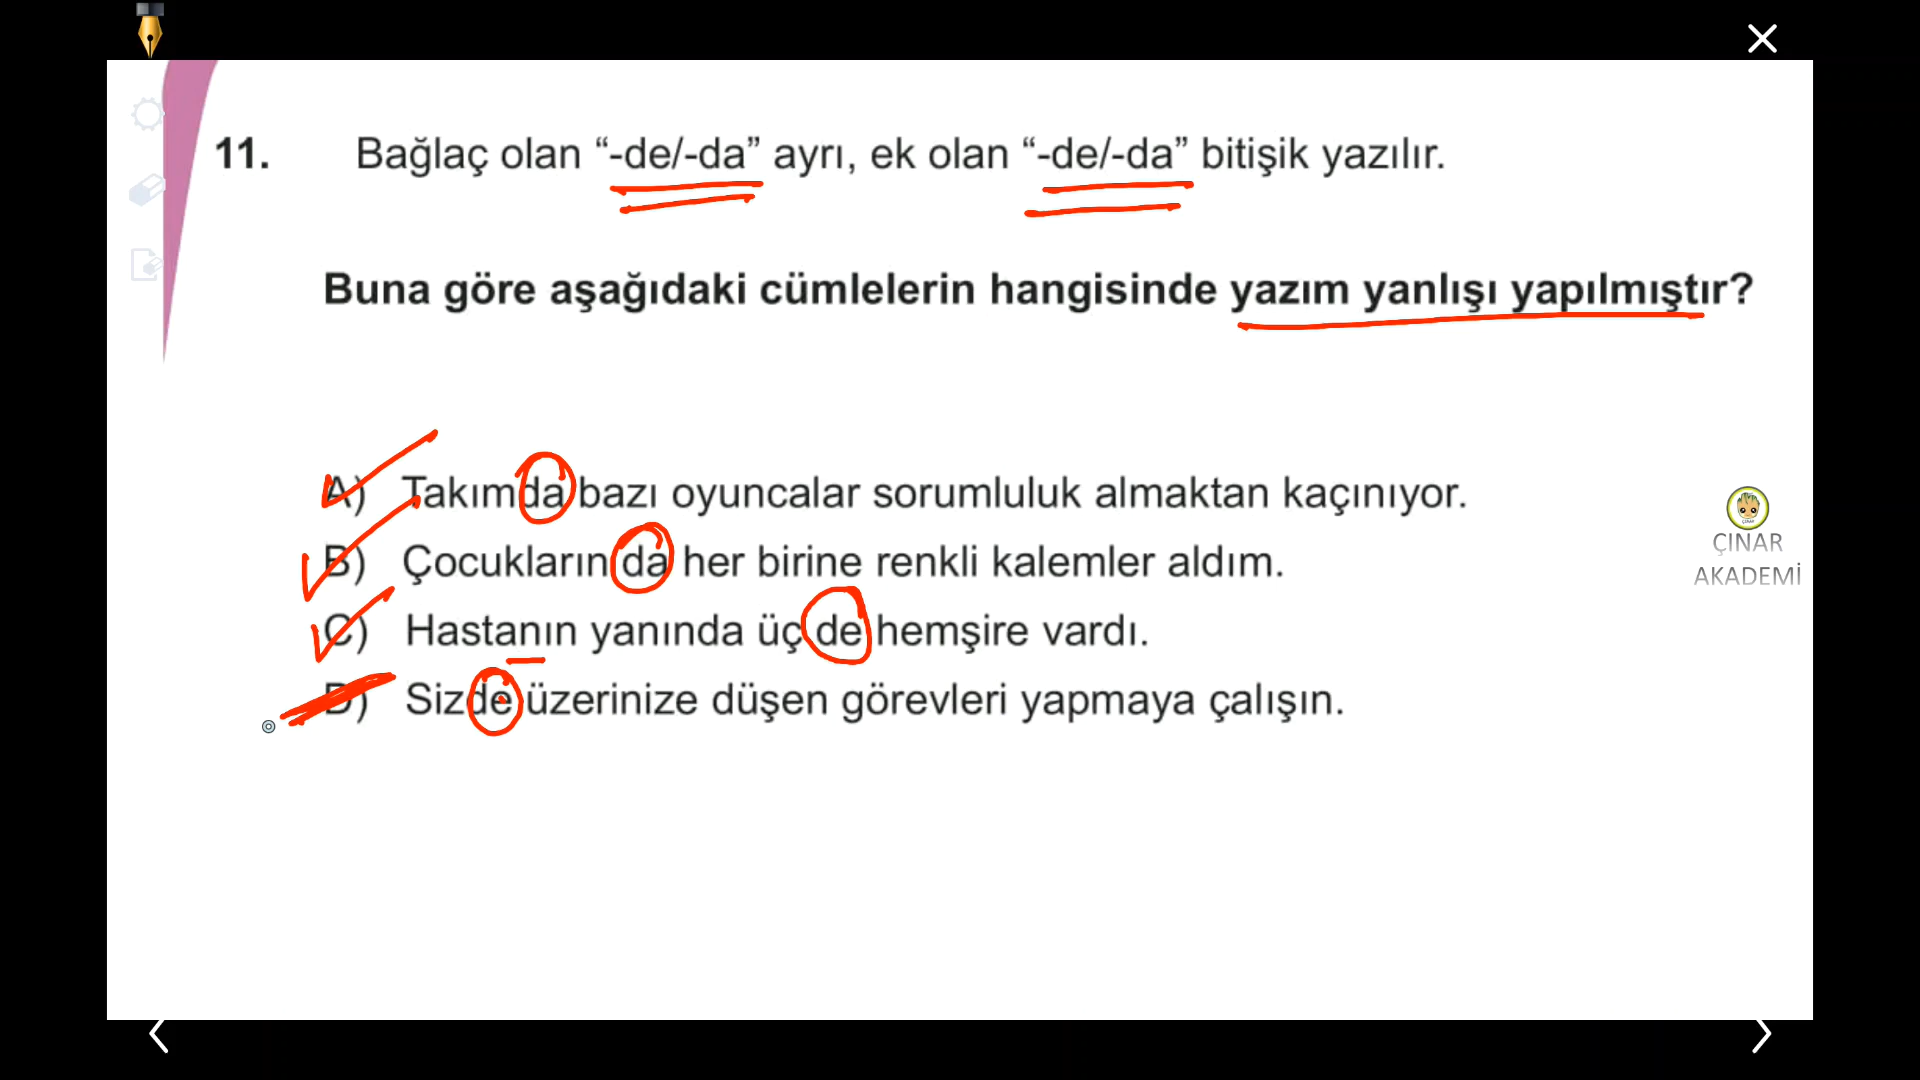 11. Bağlaç olan “-de/-da” ayrı, ek olan “-de/-da” bitişik yazılır.
Buna göre aşağıdaki cümlelerin hangisinde yazım yanlışı yapılmıştır?
A) Takımda bazı oyuncalar sorumluluk almaktan kaçınıyor.
B) Çocukların da her birine renkli kalemler aldım.
C) Hastanın yanında üç de hemşire vardı.
D) Sizde üzerinize düşen görevleri yapmaya çalışın.
ÇINAR
AKADEMİ